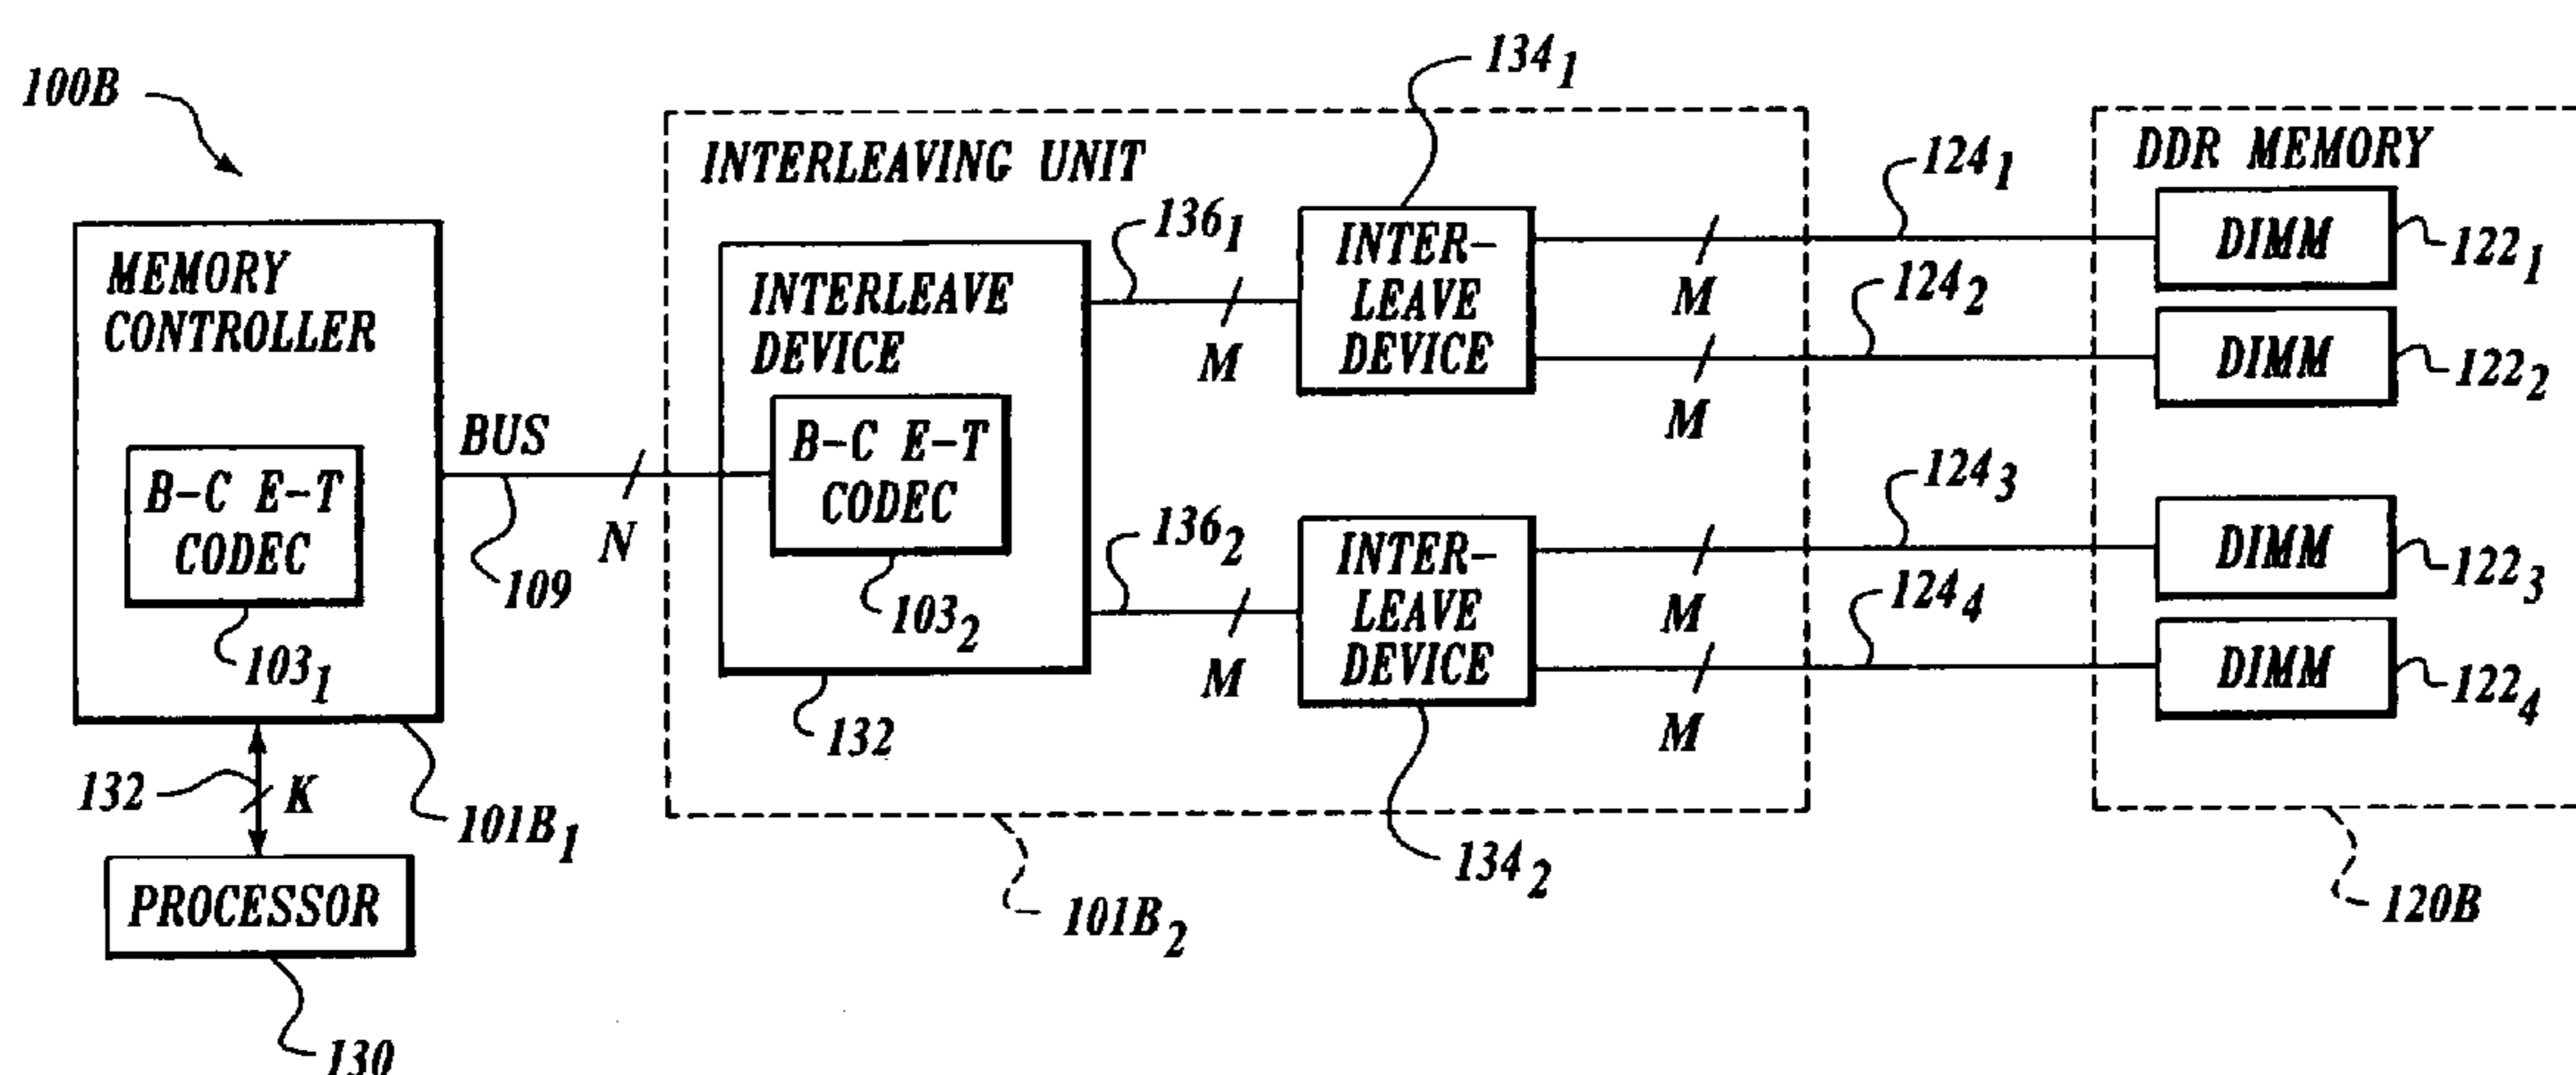 100B
134₁
INTERLEAVING UNIT
DDR MEMORY
124₁
136₁
INTER-
LEAVE
DEVICE
M
DIMM
122₁
MEMORY
CONTROLLER
INTERLEAVE
DEVICE
M
124₂
M
DIMM
122₂
BUS
B-C E-T
CODEC
B-C E-T
CODEC
N
109
103₁
103₂
132
136₂
M
INTER-
LEAVE
DEVICE
124₃
M
DIMM
122₃
124₄
M
DIMM
122₄
132
K
101B₁
134₂
101B₂
120B
PROCESSOR
130